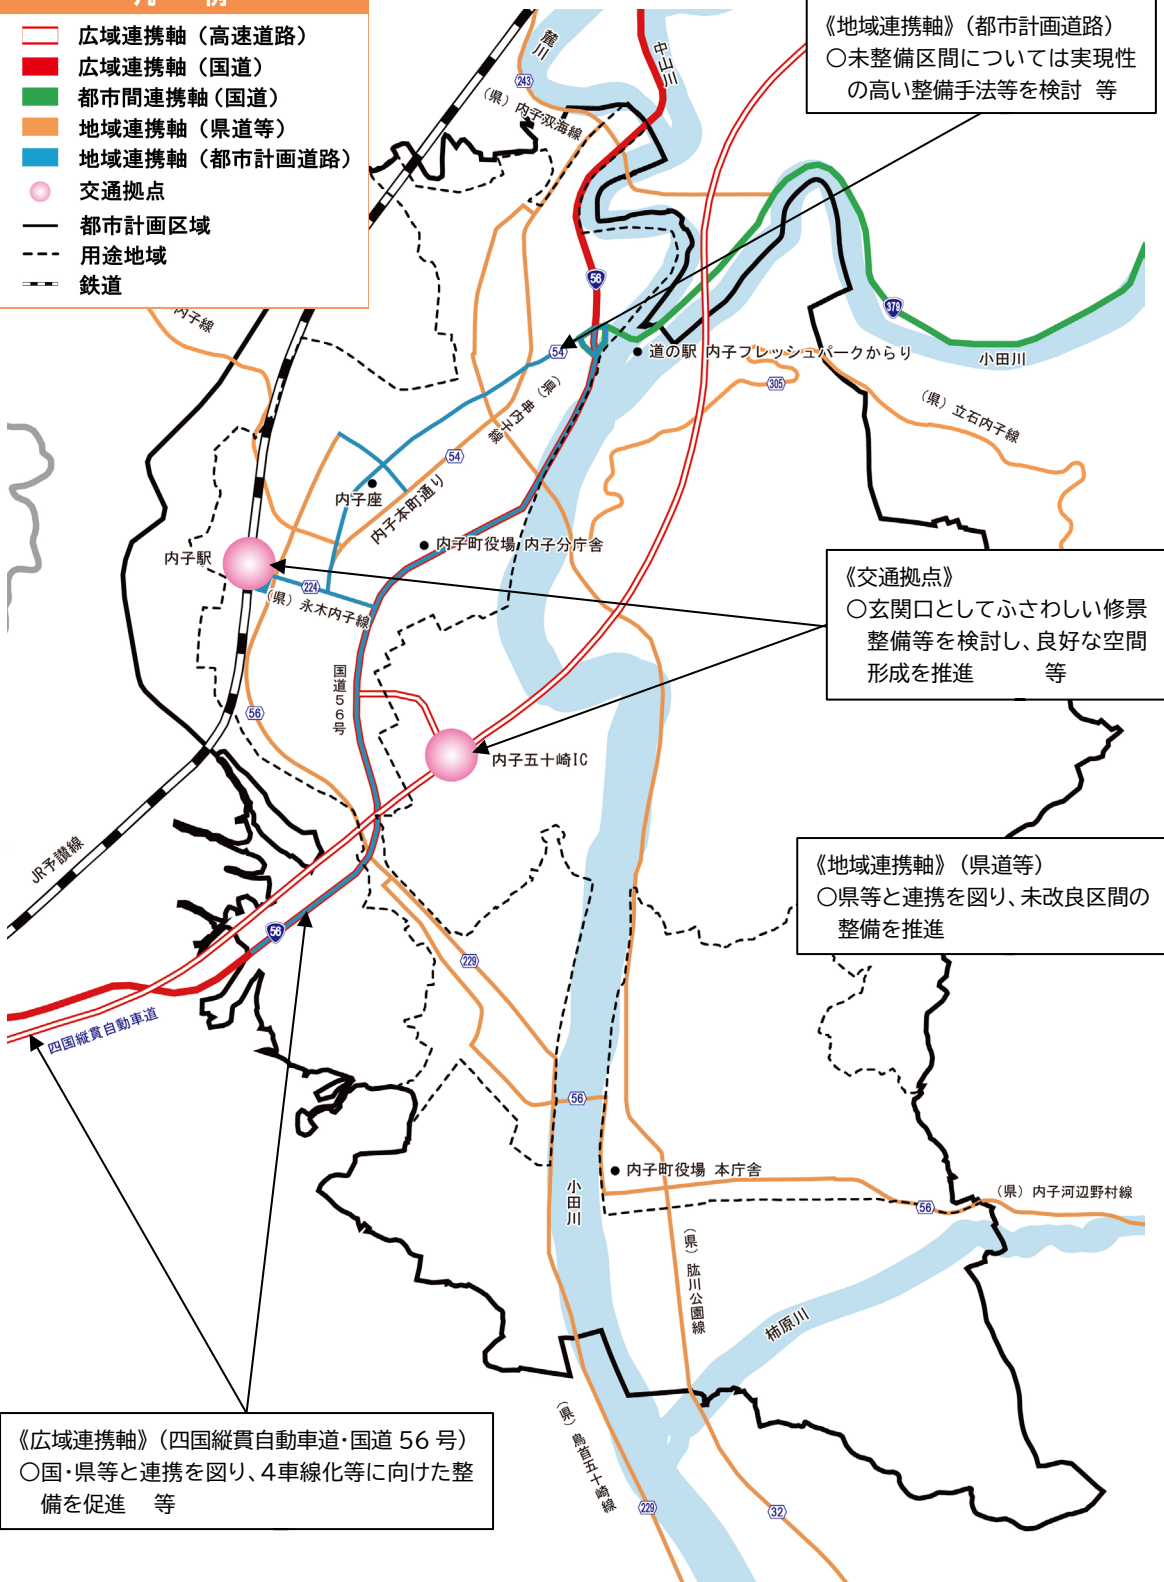 凡 例
広域連携軸（高速道路）
広域連携軸（国道）
都市間連携軸（国道）
地域連携軸（県道等）
地域連携軸（都市計画道路）
交通拠点
都市計画区域
用途地域
鉄道
《地域連携軸》（都市計画道路）
○未整備区間については実現性
の高い整備手法等を検討 等
麓川
中山川
243
（県）内子双海線
56
379
小田川
内子線
54
道の駅 内子フレッシュパークからり
305
（県）立石内子線
（県）串内子線
54
内子座
内子本町通り
内子町役場 内子分庁舎
内子駅
224
（県）永木内子線
《交通拠点》
○玄関口としてふさわしい修景
整備等を検討し、良好な空間
形成を推進 等
国道５６号
56
内子五十崎IC
JR予讃線
《地域連携軸》（県道等）
○県等と連携を図り、未改良区間の
整備を推進
56
229
四国縦貫自動車道
56
内子町役場 本庁舎
小田川
56
（県）内子河辺野村線
（県）肱川公園線
柿原川
（県）鳥首五十崎線
229
32
《広域連携軸》（四国縦貫自動車道・国道 56 号）
○国・県等と連携を図り、４車線化等に向けた整
備を促進 等